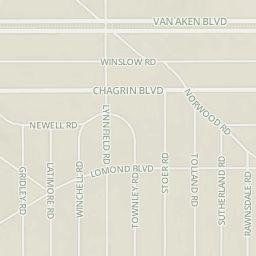 VAN AKEN BLVD
WINSLOW RD
CHAGRIN BLVD
NORWOOD RD
LYNNFIELD RD
NEWELL RD
LOMOND BLVD
GRIDLEY RD
LATIMORE RD
WINCHELL RD
TOWNLEY RD
STOER RD
TOLLAND RD
SUTHERLAND RD
RAWNSDALE RD